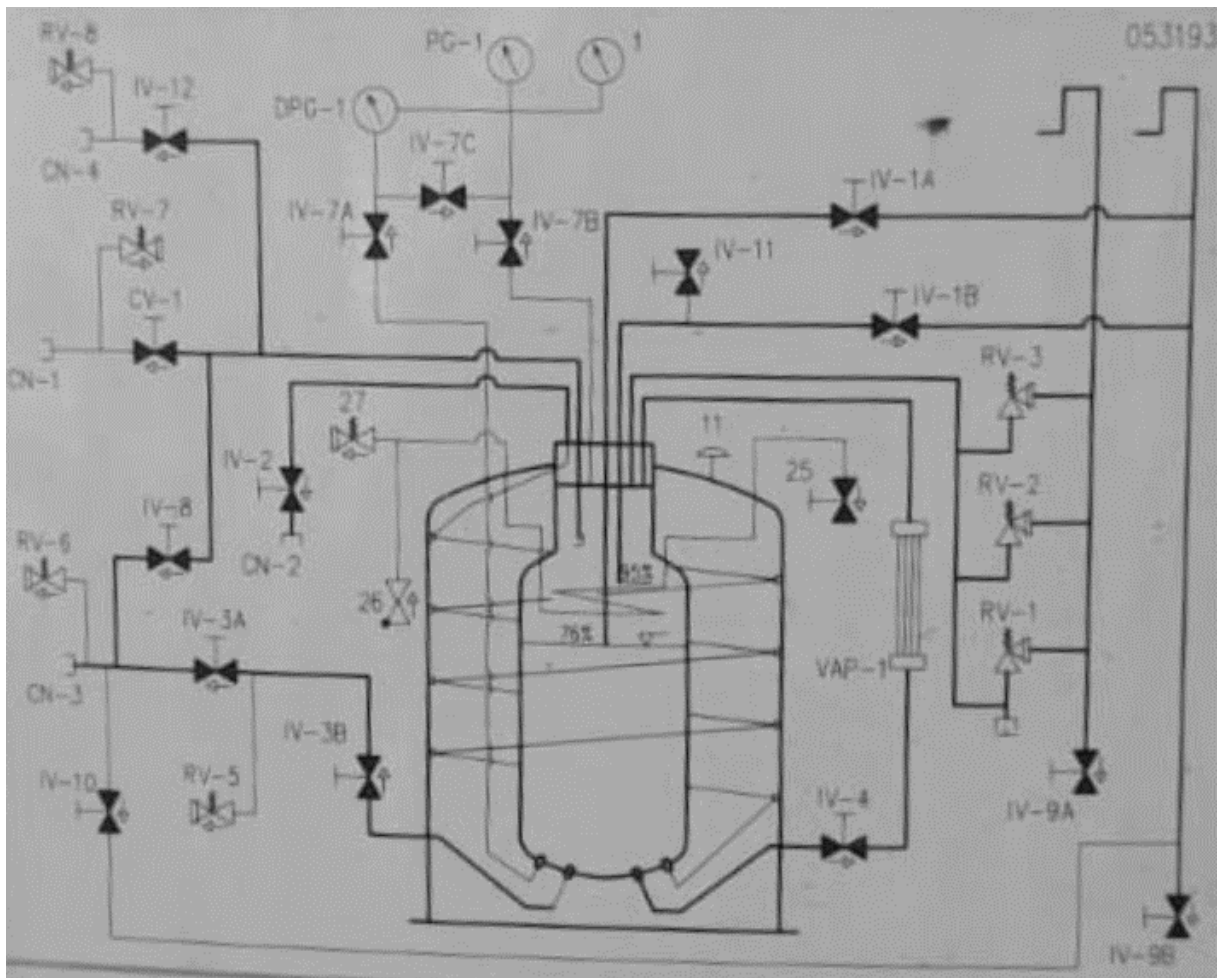 RV-8
PG-1
1
053193
IV-12
DPG-1
CN-4
IV-7C
RV-7
IV-7A
IV-7B
IV-1A
IV-11
CV-1
IV-1B
CN-1
RV-3
27
11
IV-2
25
RV-2
IV-8
RV-6
CN-2
95%
26
IV-3A
76%
RV-1
VAP-1
CN-3
IV-3B
IV-10
RV-5
IV-4
IV-9A
IV-9B